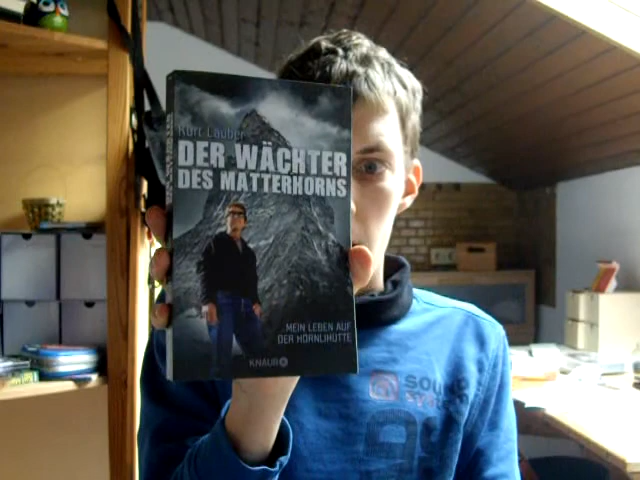 Kurt Lauber
DER WÄCHTER
DES MATTERHORNS
MEIN LEBEN AUF
DER HÖRNLIHÜTTE
KNAUR